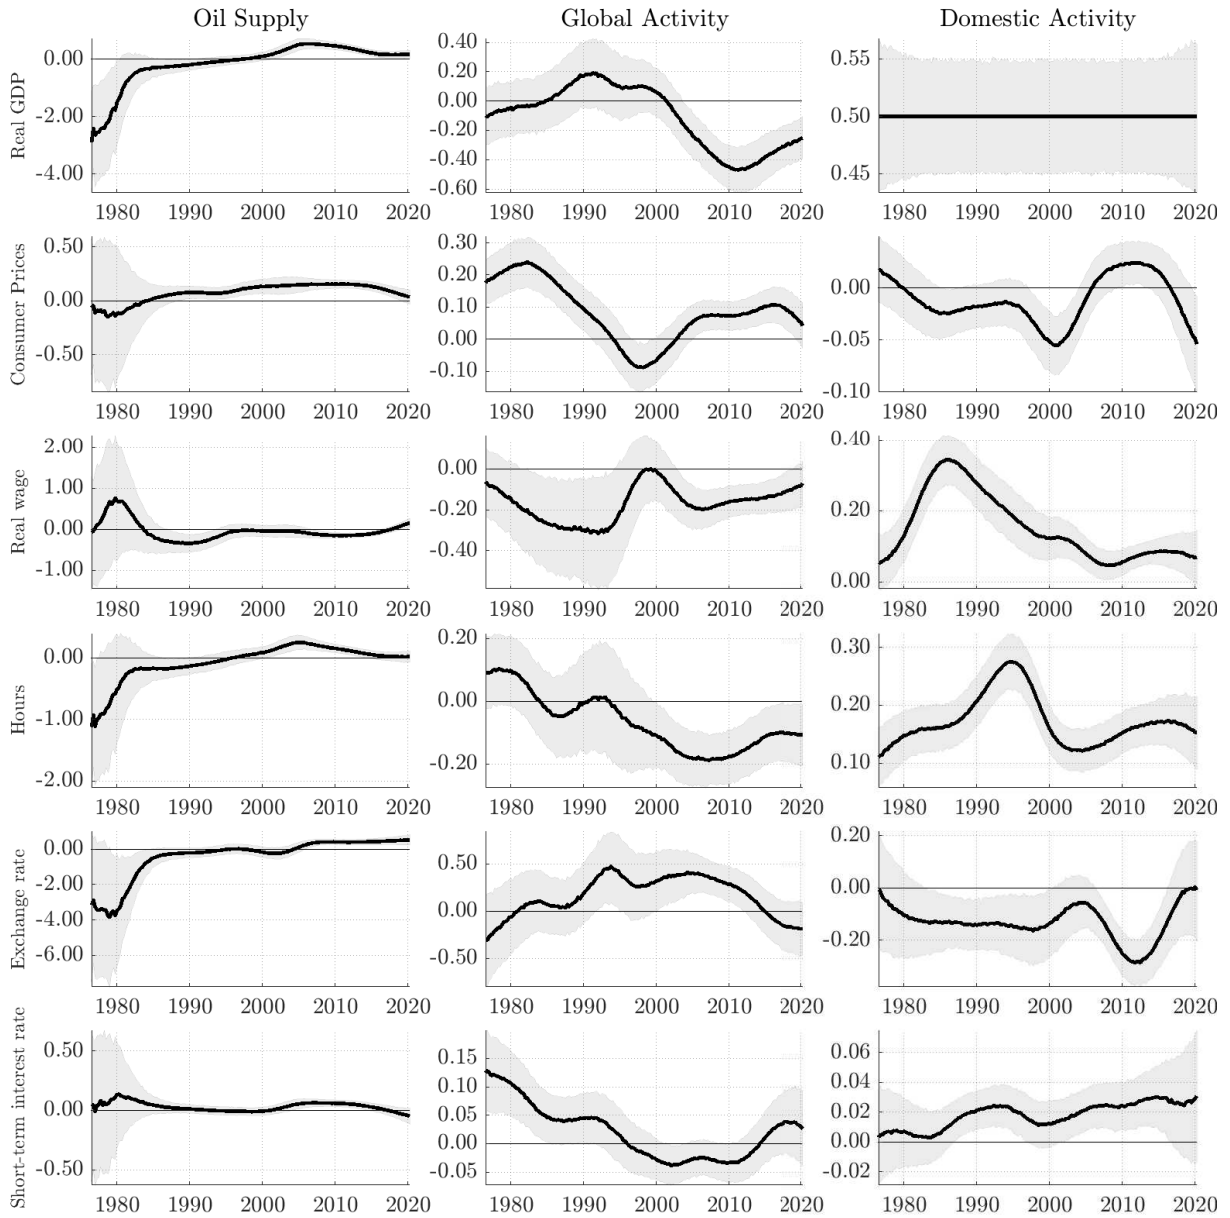 Oil Supply
Global Activity
Domestic Activity
Real GDP
0.00
-2.00
-4.00
1980 1990 2000 2010 2020
0.40
0.20
0.00
-0.20
-0.40
-0.60
1980 1990 2000 2010 2020
0.55
0.50
0.45
1980 1990 2000 2010 2020
Consumer Prices
0.50
0.00
-0.50
1980 1990 2000 2010 2020
0.30
0.20
0.10
0.00
-0.10
1980 1990 2000 2010 2020
0.00
-0.05
-0.10
1980 1990 2000 2010 2020
Real wage
2.00
1.00
0.00
-1.00
1980 1990 2000 2010 2020
0.00
-0.20
-0.40
1980 1990 2000 2010 2020
0.40
0.20
0.00
1980 1990 2000 2010 2020
Hours
0.00
-1.00
-2.00
1980 1990 2000 2010 2020
0.20
0.00
-0.20
1980 1990 2000 2010 2020
0.30
0.20
0.10
1980 1990 2000 2010 2020
Exchange rate
0.00
-2.00
-4.00
-6.00
1980 1990 2000 2010 2020
0.50
0.00
-0.50
1980 1990 2000 2010 2020
0.20
0.00
-0.20
1980 1990 2000 2010 2020
Short-term interest rate
0.50
0.00
-0.50
1980 1990 2000 2010 2020
0.15
0.10
0.05
0.00
-0.05
1980 1990 2000 2010 2020
0.06
0.04
0.02
0.00
-0.02
1980 1990 2000 2010 2020